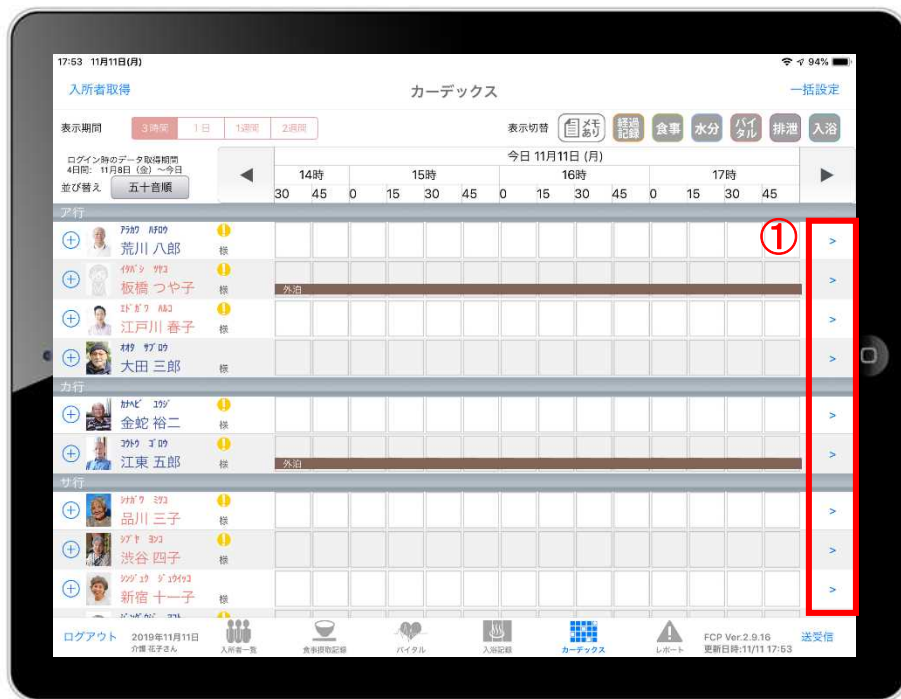 17:53 11月11日(月) 94%
入所者取得 カーデックス 一括設定
表示期間 3時間 1日 1週間 2週間 表示切替 メモあり 経過記録 食事 水分 バイタル 排泄 入浴
ログイン時のデータ取得期間
4日間: 11月8日(金)〜今日
並び替え 五十音順
今日 11月11日 (月)
14時 15時 16時 17時
30 45 0 15 30 45 0 15 30 45 0 15 30 45
ア行
ｱﾗｶﾜ ﾊﾁﾛｳ
荒川 八郎 様
①
>
ｲﾀﾊﾞｼ ﾂﾔｺ
板橋 つや子 様
外泊
>
ｴﾄﾞｶﾞﾜ ﾊﾙｺ
江戸川 春子 様
>
ｵｵﾀ ｻﾌﾞﾛｳ
大田 三郎 様
>
カ行
ｶﾅﾍﾋﾞ ﾕｳｼﾞ
金蛇 裕二 様
>
ｺｳﾄｳ ｺﾞﾛｳ
江東 五郎 様
外泊
>
サ行
ｼﾅｶﾞﾜ ﾐﾂｺ
品川 三子 様
>
ｼﾌﾞﾔ ﾖﾝｺ
渋谷 四子 様
>
ｼﾝｼﾞｭｸ ｼﾞｭｳｲﾁｺ
新宿 十一子 様
>
ログアウト 2019年11月11日
介護 花子さん
入所者一覧 食事摂取記録 バイタル 入浴記録 カーデックス レポート
FCP Ver.2.9.16
更新日時:11/11 17:53
送受信